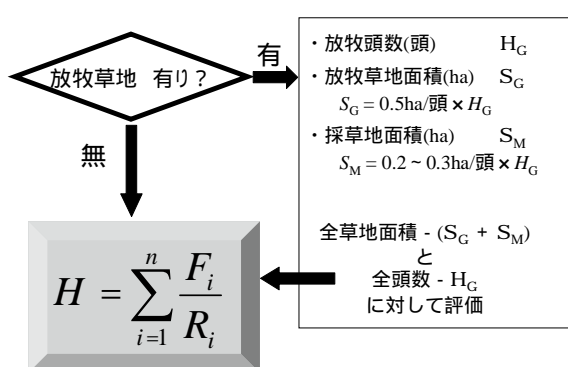 放牧草地 有り？
有
無
・放牧頭数(頭) H_G
・放牧草地面積(ha) S_G
S_G = 0.5ha/頭 × H_G
・採草地面積(ha) S_M
S_M = 0.2 ~ 0.3ha/頭 × H_G
全草地面積 - (S_G + S_M)
と
全頭数 - H_G
に対して評価
H = \sum_{i=1}^{n} \frac{F_i}{R_i}